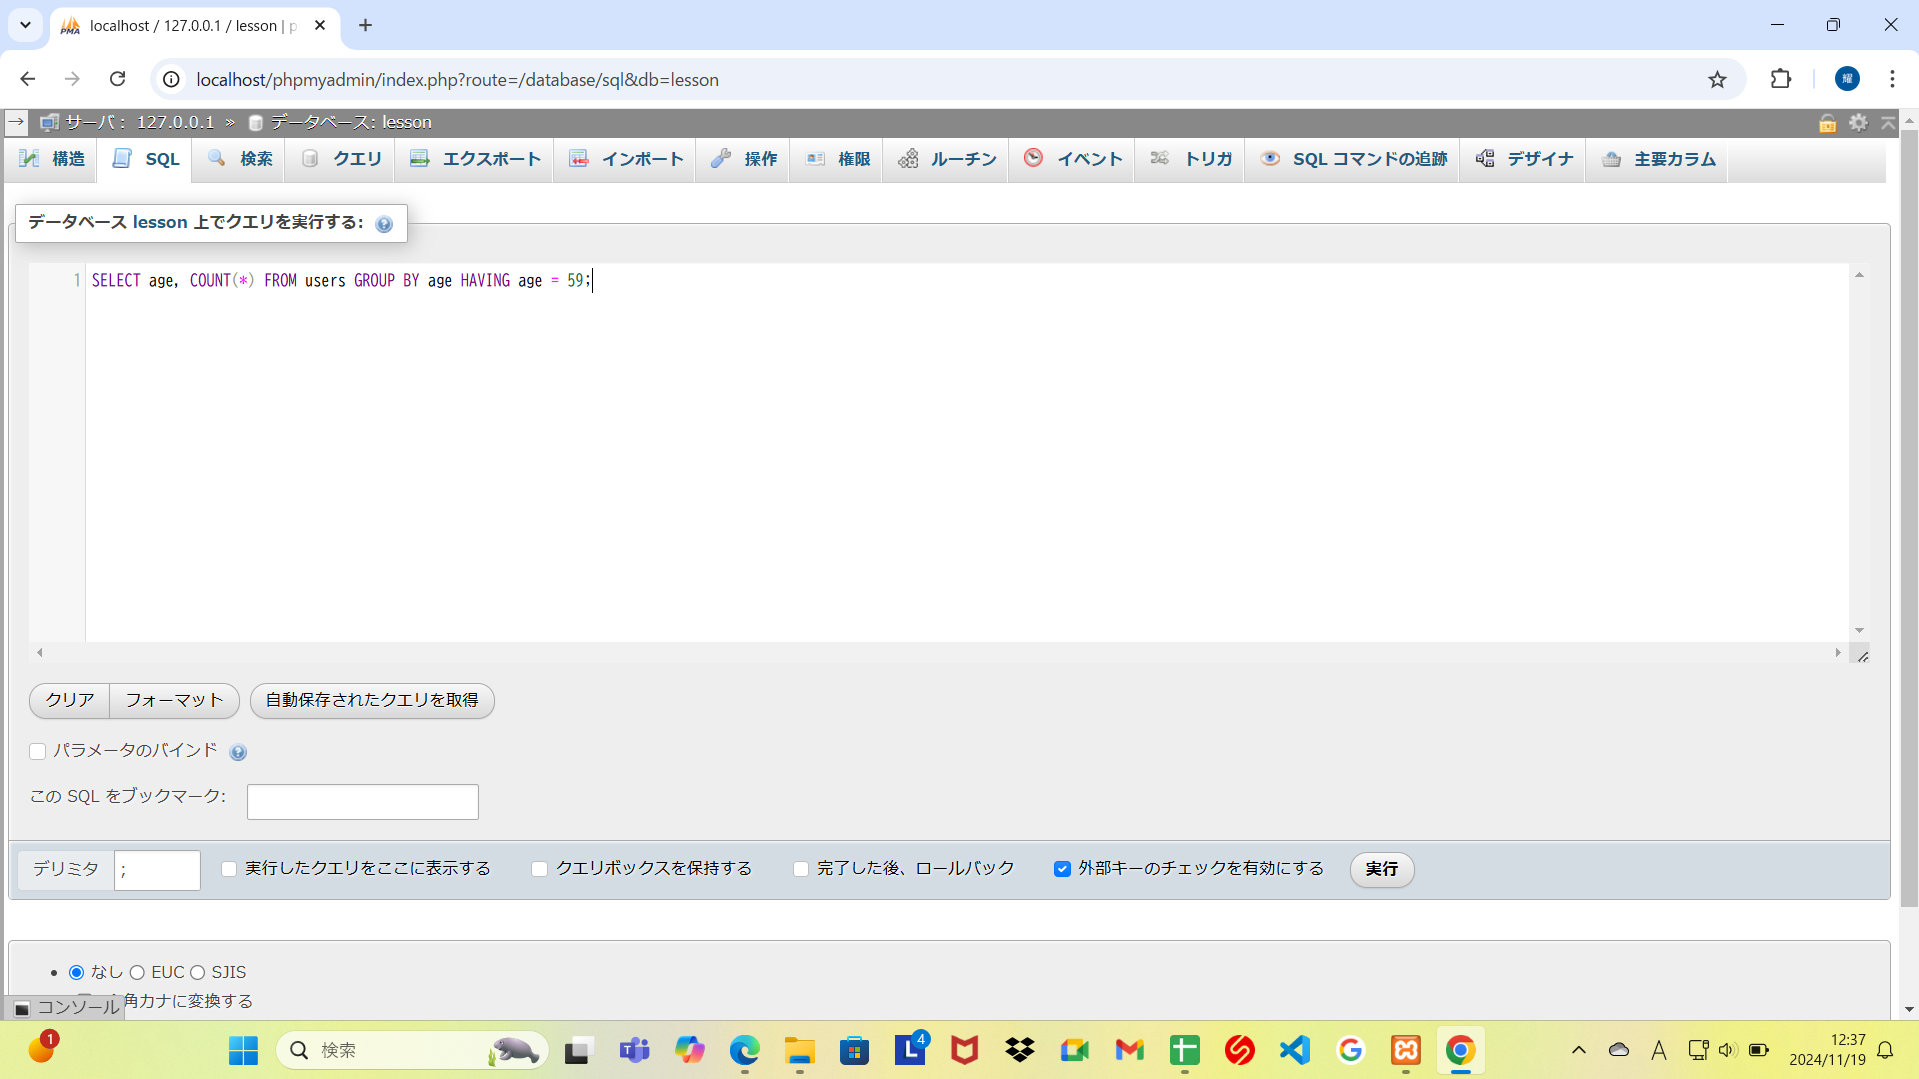 localhost / 127.0.0.1 / lesson | p
localhost/phpmyadmin/index.php?route=/database/sql&db=lesson
耀
サーバ: 127.0.0.1 » データベース: lesson
構造 SQL 検索 クエリ エクスポート インポート 操作 権限 ルーチン イベント トリガ SQL コマンドの追跡 デザイナ 主要カラム
データベース lesson 上でクエリを実行する:
1 SELECT age, COUNT(*) FROM users GROUP BY age HAVING age = 59;
クリア フォーマット 自動保存されたクエリを取得
パラメータのバインド
この SQL をブックマーク:
デリミタ ; 実行したクエリをここに表示する クエリボックスを保持する 完了した後、ロールバック 外部キーのチェックを有効にする 実行
なし EUC SJIS
角カナに変換する
コンソール
1
検索
4
A
12:37
2024/11/19